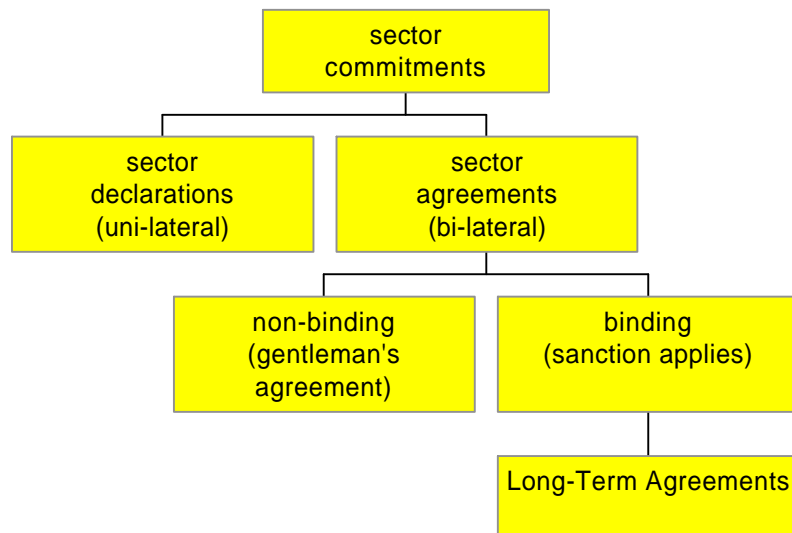 sector
commitments
sector
declarations
(uni-lateral)
sector
agreements
(bi-lateral)
non-binding
(gentleman's
agreement)
binding
(sanction applies)
Long-Term Agreements